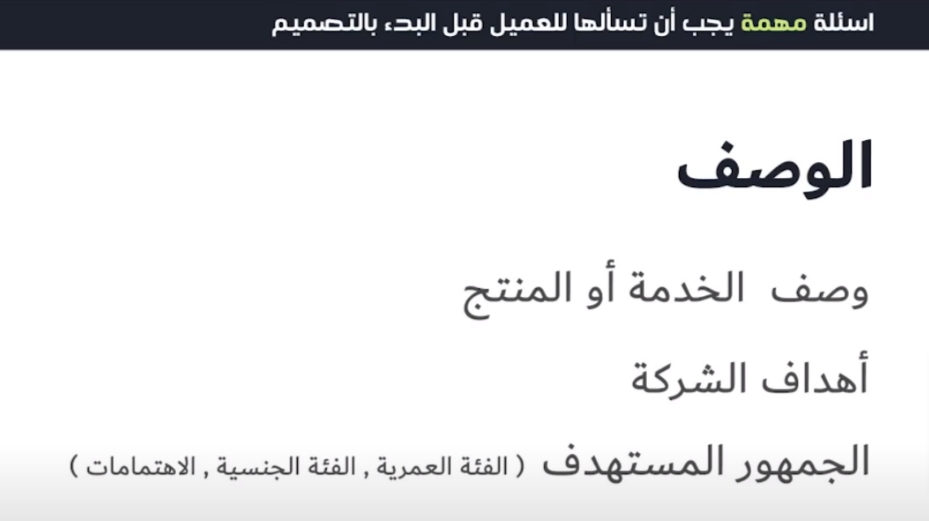 اسئلة مهمة يجب أن تسألها للعميل قبل البدء بالتصميم
الوصف
وصف الخدمة أو المنتج
أهداف الشركة
الجمهور المستهدف ( الفئة العمرية , الفئة الجنسية , الاهتمامات )